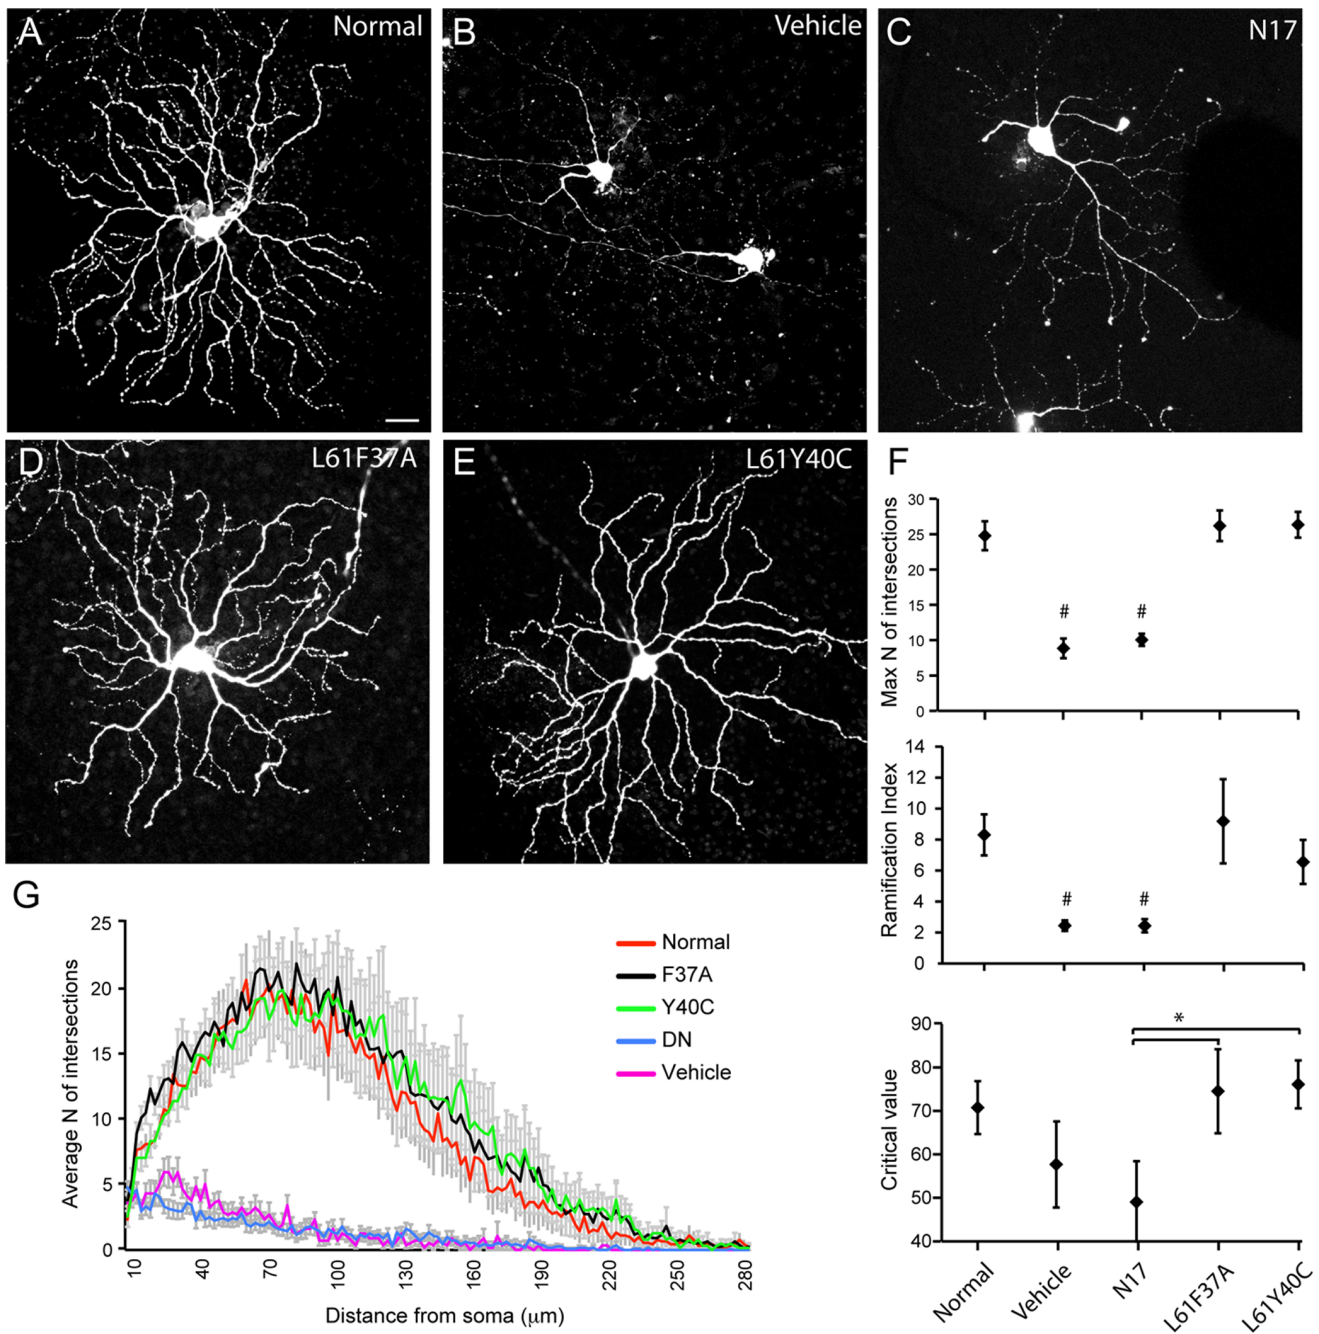 A Normal
B Vehicle
C N17
D L61F37A
E L61Y40C
F
Max N of intersections
30
25
20
15
10
5
0
# #
Ramification Index
14
12
10
8
6
4
2
0
# #
Critical value
90
80
70
60
50
40
*
Normal
Vehicle
N17
L61F37A
L61Y40C
G
Average N of intersections
25
20
15
10
5
0
Normal
F37A
Y40C
DN
Vehicle
10 40 70 100 130 160 190 220 250 280
Distance from soma (µm)